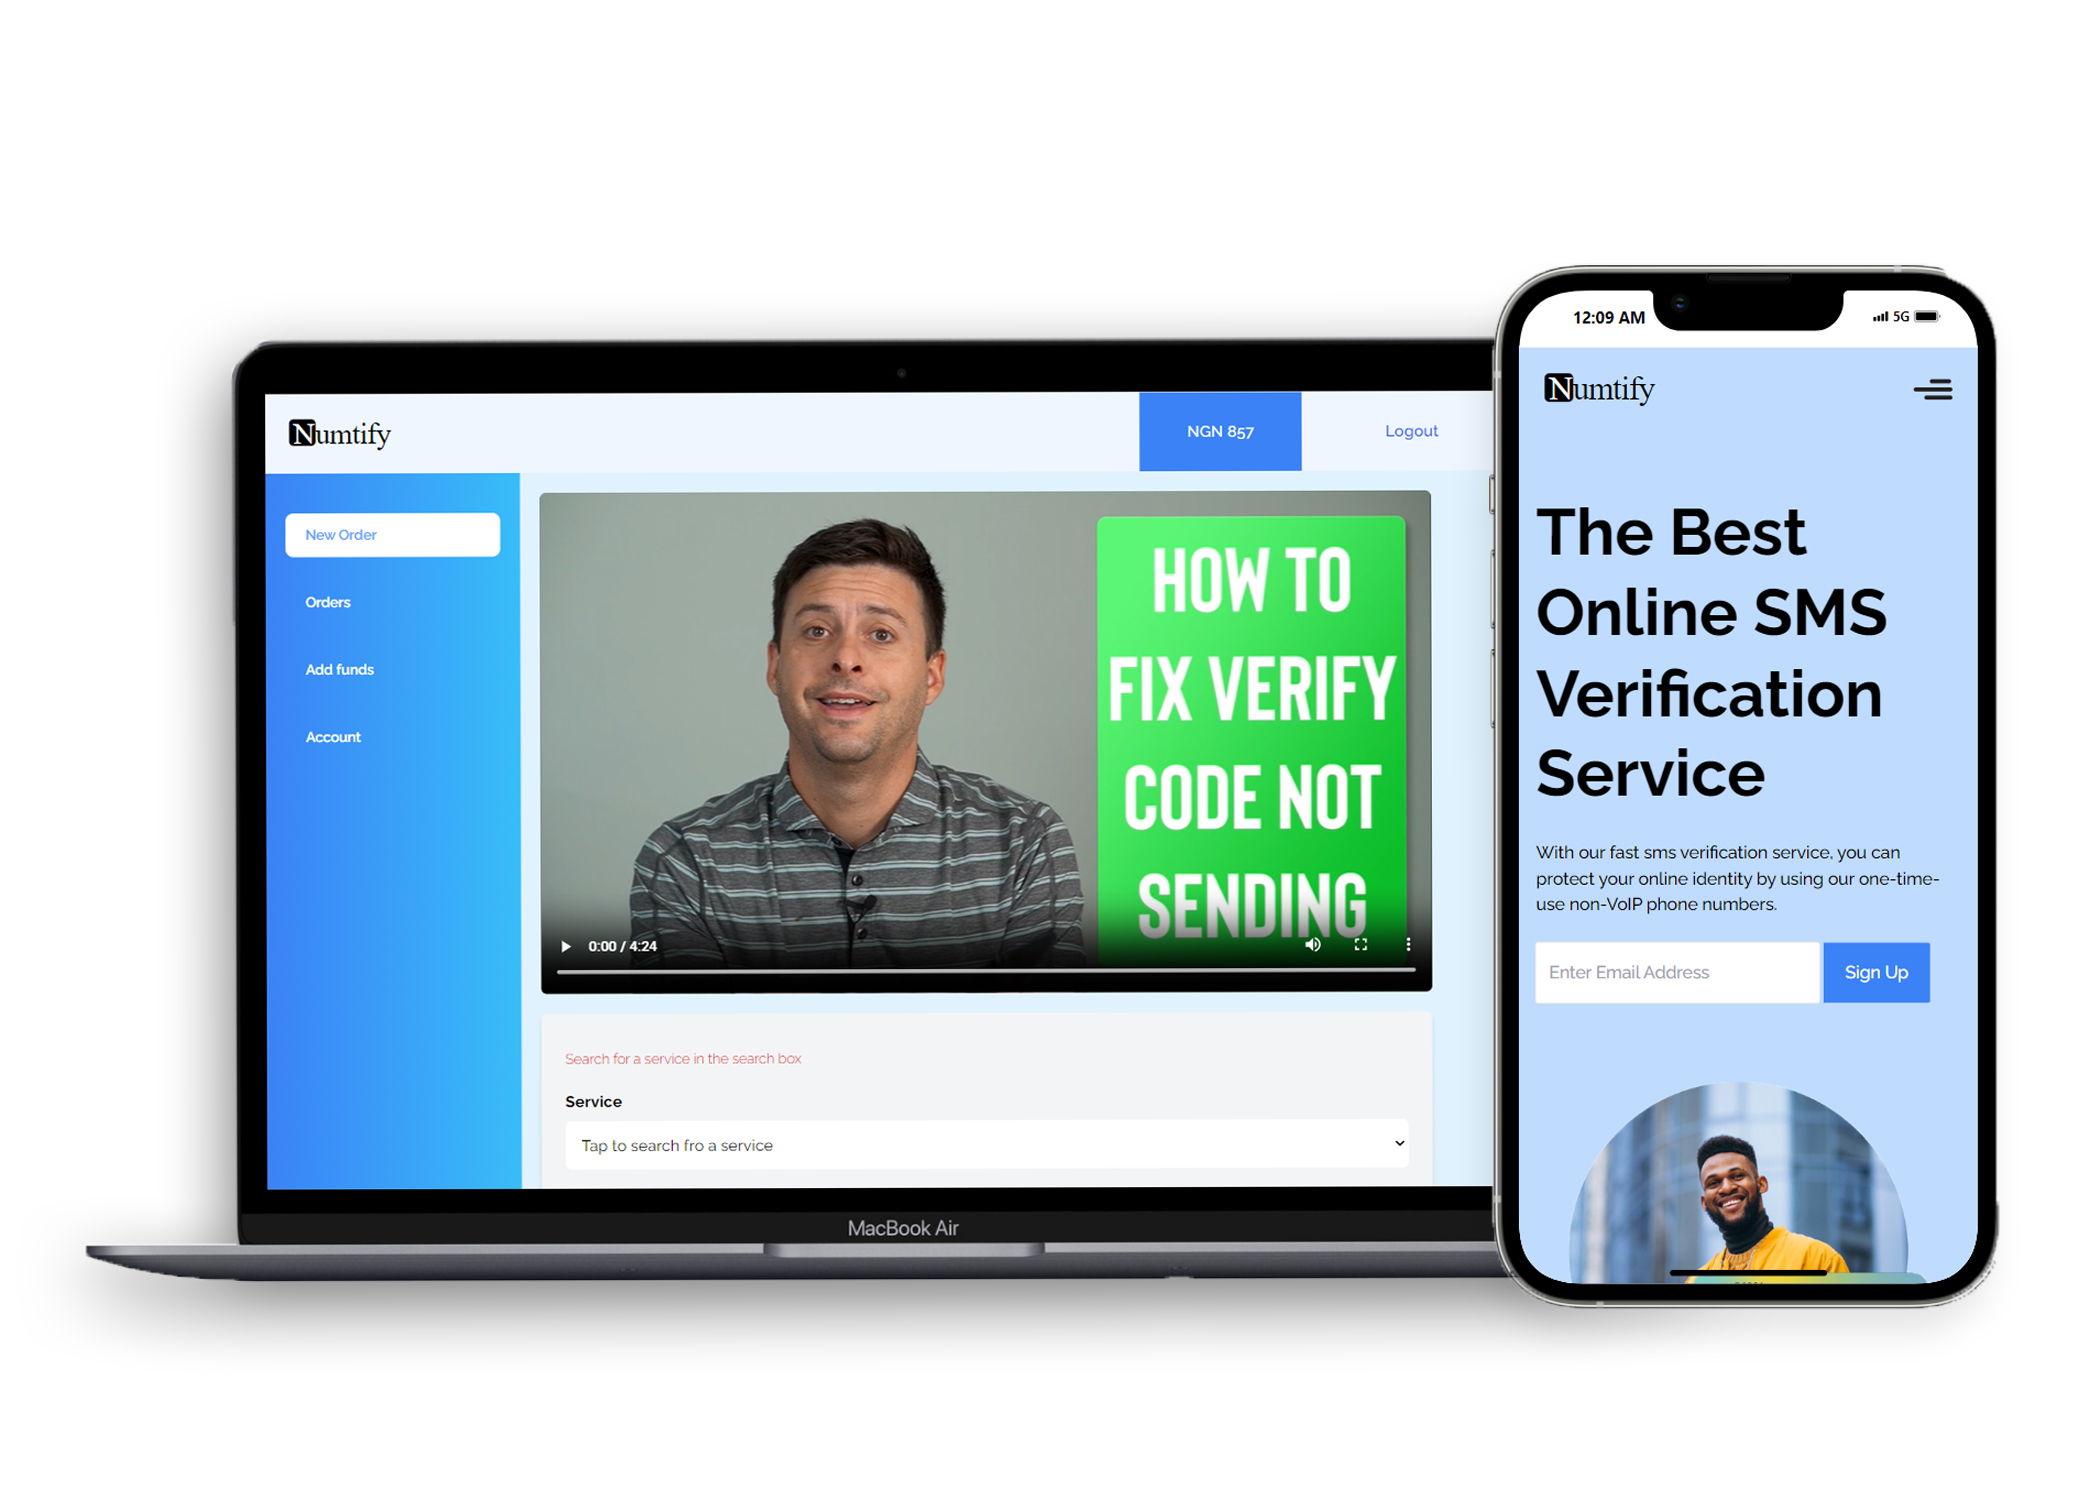 Numtify
NGN 857
Logout
New Order
Orders
Add funds
Account
HOW TO
FIX VERIFY
CODE NOT
SENDING
0:00 / 4:24
Search for a service in the search box
Service
Tap to search fro a service
MacBook Air
12:09 AM
5G
Numtify
The Best
Online SMS
Verification
Service
With our fast sms verification service, you can
protect your online identity by using our one-time-
use non-VoIP phone numbers.
Enter Email Address
Sign Up